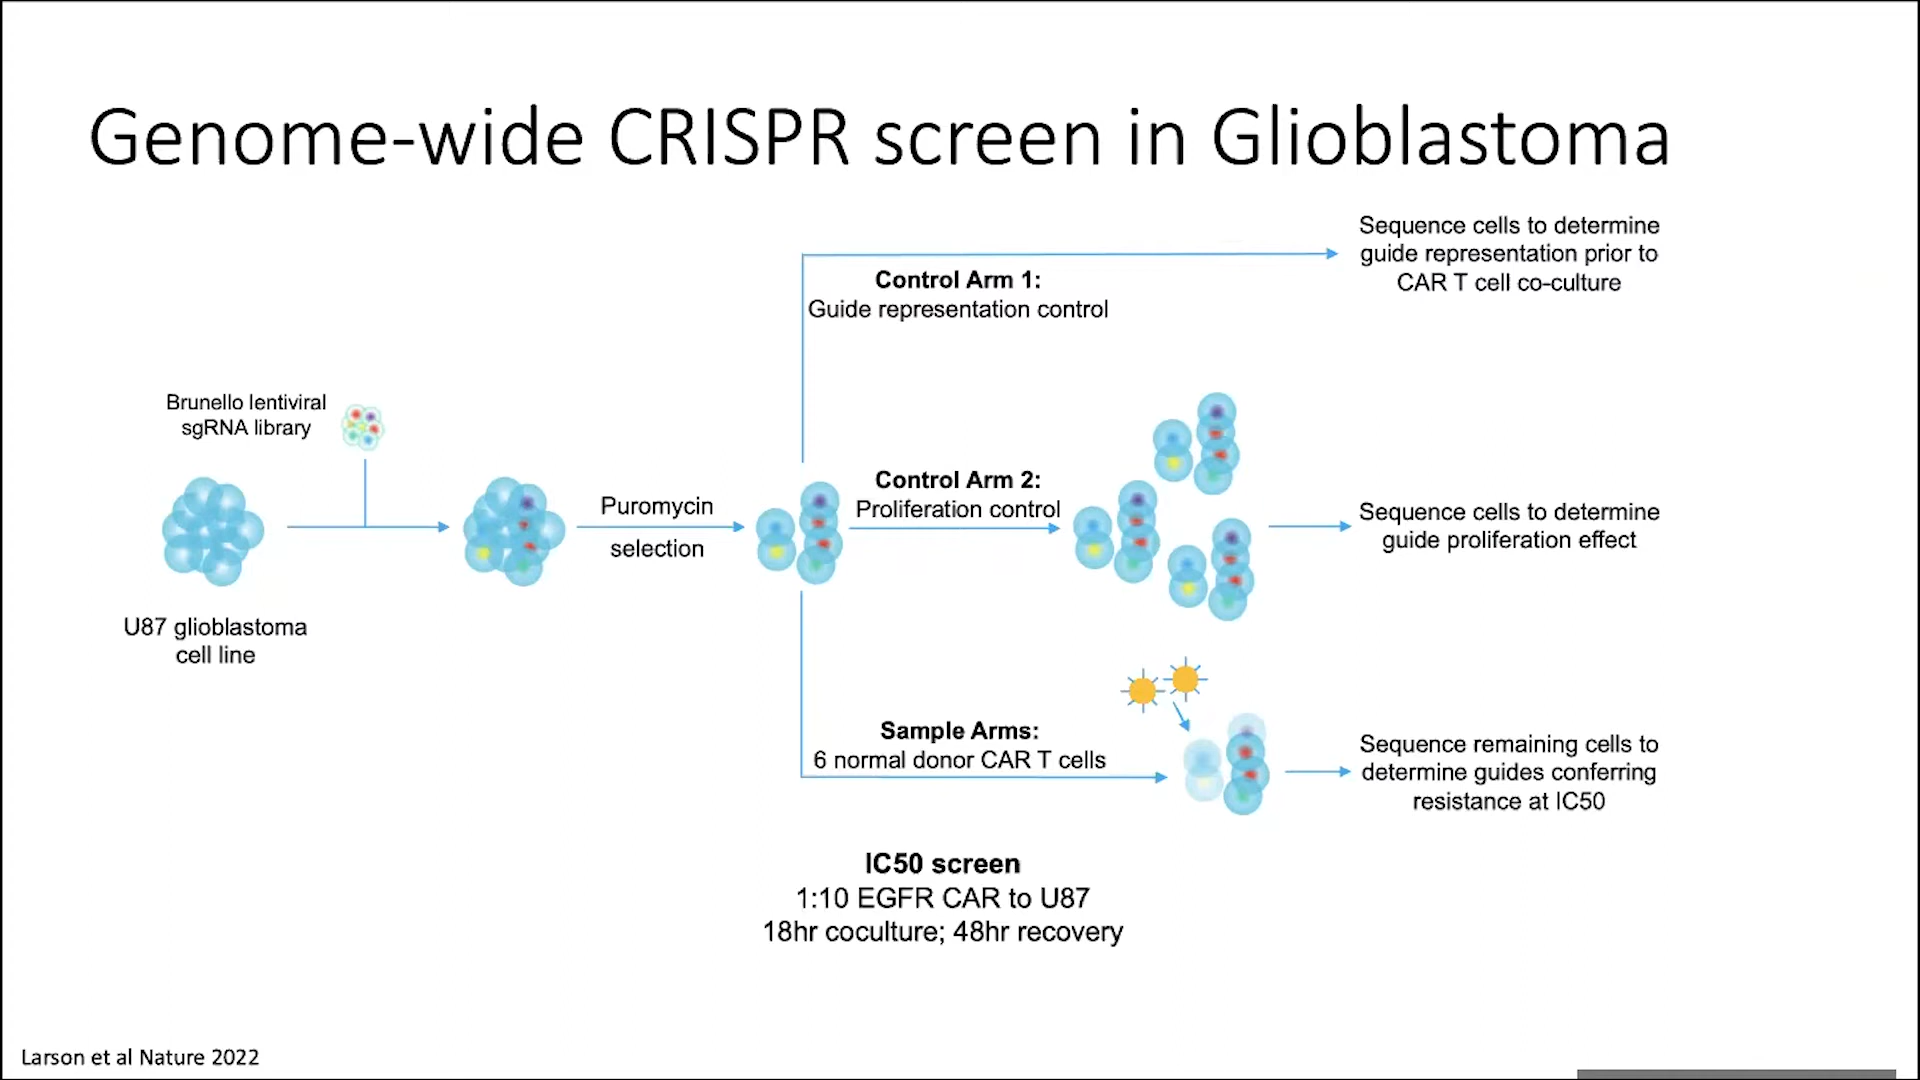 Genome-wide CRISPR screen in Glioblastoma
Sequence cells to determine
guide representation prior to
CAR T cell co-culture
Control Arm 1:
Guide representation control
Brunello lentiviral
sgRNA library
Puromycin
selection
Control Arm 2:
Proliferation control
Sequence cells to determine
guide proliferation effect
U87 glioblastoma
cell line
Sample Arms:
6 normal donor CAR T cells
Sequence remaining cells to
determine guides conferring
resistance at IC50
IC50 screen
1:10 EGFR CAR to U87
18hr coculture; 48hr recovery
Larson et al Nature 2022